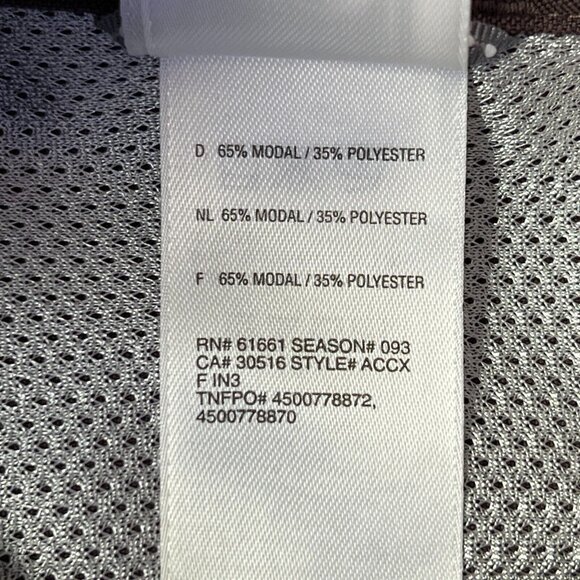 D 65% MODAL / 35% POLYESTER
NL 65% MODAL / 35% POLYESTER
F 65% MODAL / 35% POLYESTER
RN# 61661 SEASON# 093
CA# 30516 STYLE# ACCX
F IN3
TNFPO# 4500778872,
4500778870